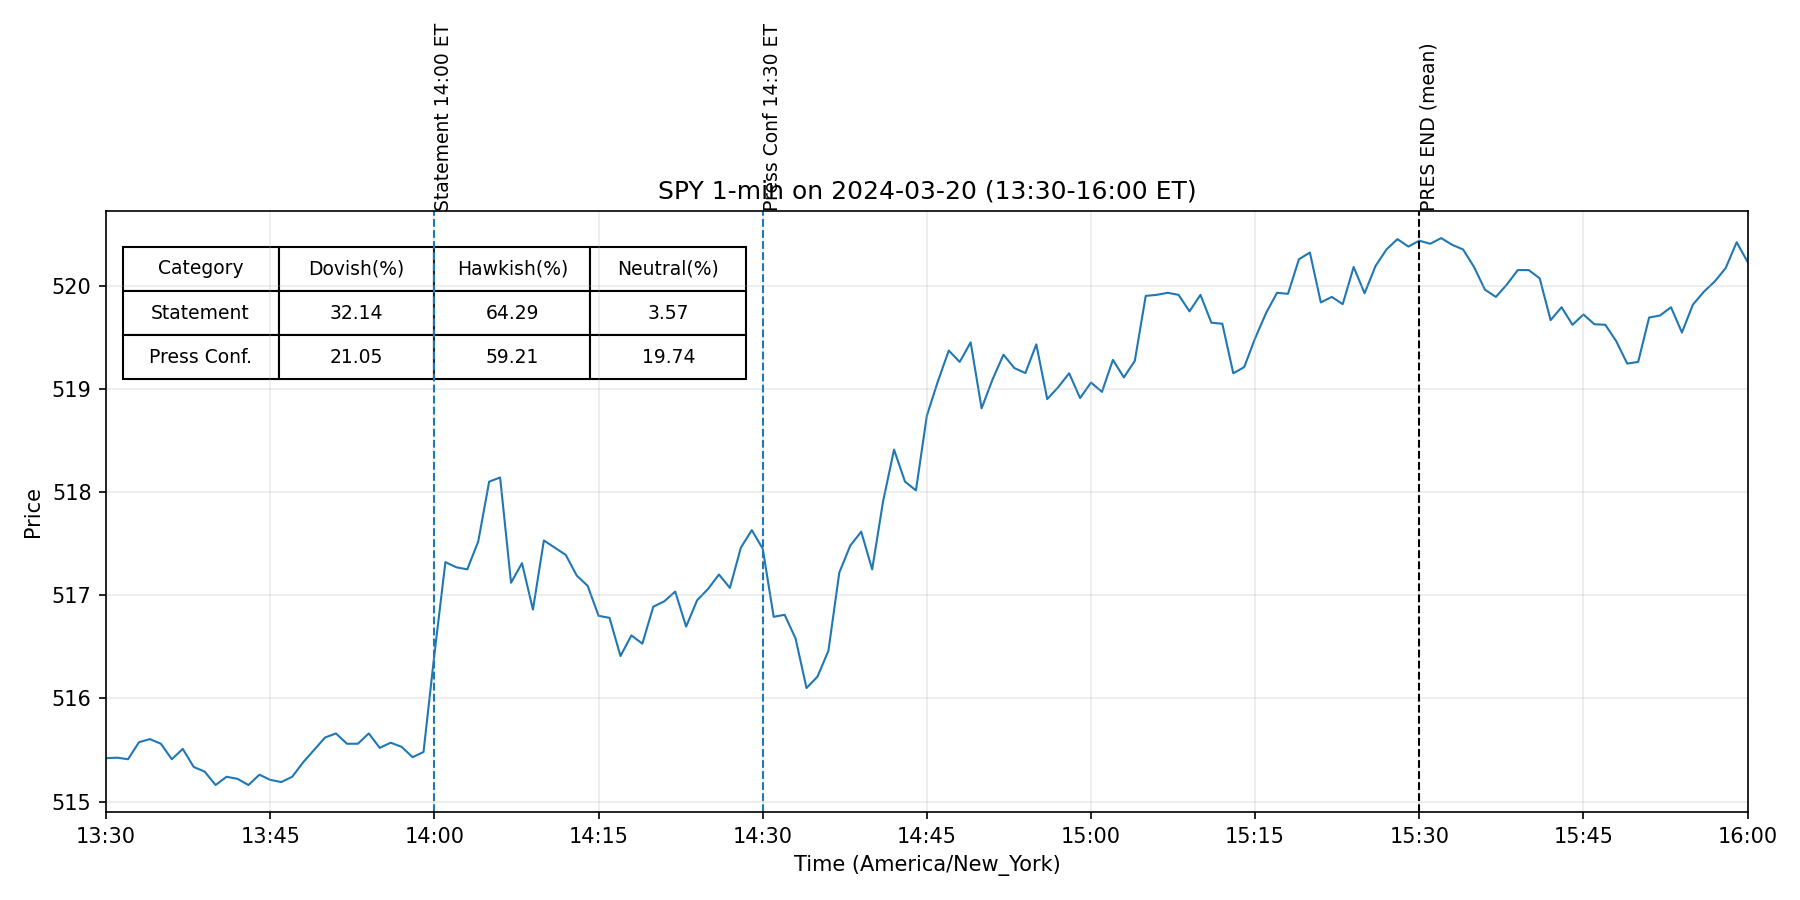 Statement 14:00 ET
Press Conf 14:30 ET
PRES END (mean)
SPY 1-min on 2024-03-20 (13:30-16:00 ET)
Category Dovish(%) Hawkish(%) Neutral(%)
Statement 32.14 64.29 3.57
Press Conf. 21.05 59.21 19.74
Price
520
519
518
517
516
515
13:30 13:45 14:00 14:15 14:30 14:45 15:00 15:15 15:30 15:45 16:00
Time (America/New_York)